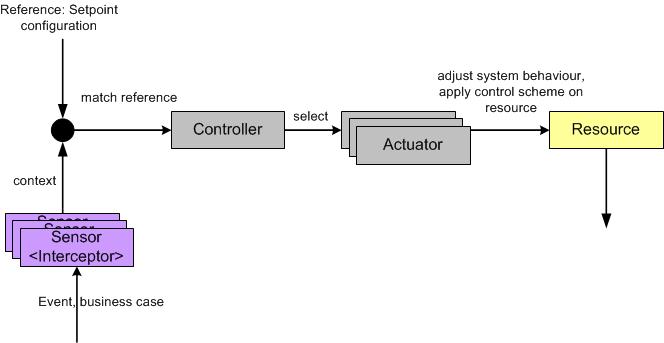 Reference: Setpoint
configuration
match reference
Controller
select
Actuator
adjust system behaviour,
apply control scheme on
resource
Resource
context
Sensor
Sensor
Sensor
<Interceptor>
Event, business case